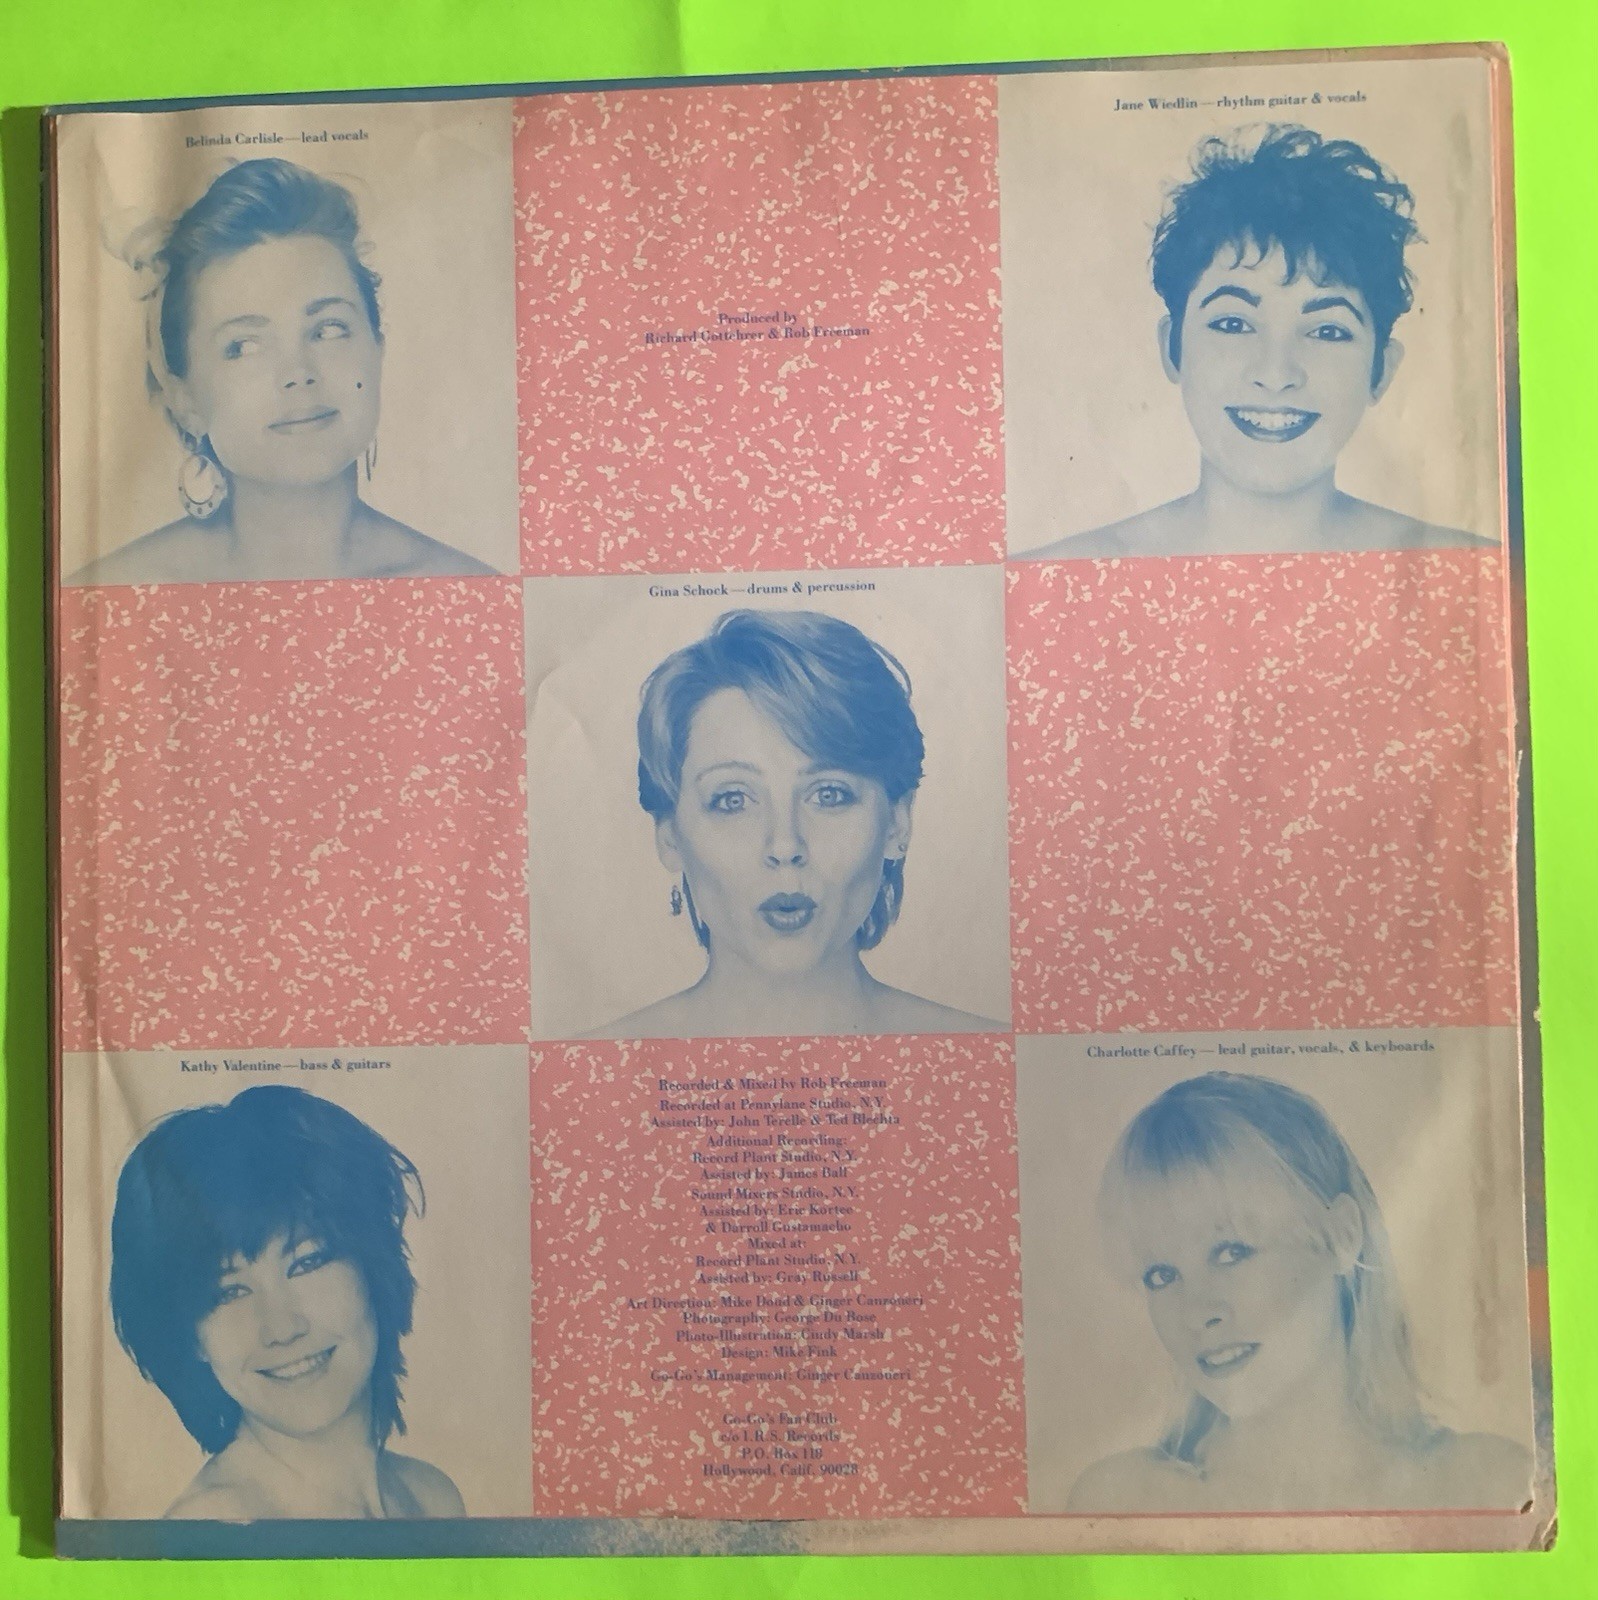 Belinda Carlisle—lead vocals
Produced by
Richard Gottehrer & Rob Freeman
Jane Wiedlin—rhythm guitar & vocals
Gina Schock—drums & percussion
Kathy Valentine—bass & guitars
Recorded & Mixed by Rob Freeman
Recorded at Pennylane Studio, N.Y.
Assisted by: John Terelle & Ted Blechta
Additional Recording:
Record Plant Studio, N.Y.
Assisted by: James Ball
Sound Mixers Studio, N.Y.
Assisted by: Eric Kortee
& Darroll Gustamacho
Mixed at:
Record Plant Studio, N.Y.
Assisted by: Gray Russell
Art Direction: Mike Doud & Ginger Canzoneri
Photography: George Du Bose
Photo-Illustration: Cindy Marsh
Design: Mike Fink
Go-Go's Management: Ginger Canzoneri
Go-Go's Fan Club
c/o I.R.S. Records
P.O. Box 118
Hollywood, Calif. 90028
Charlotte Caffey—lead guitar, vocals, & keyboards